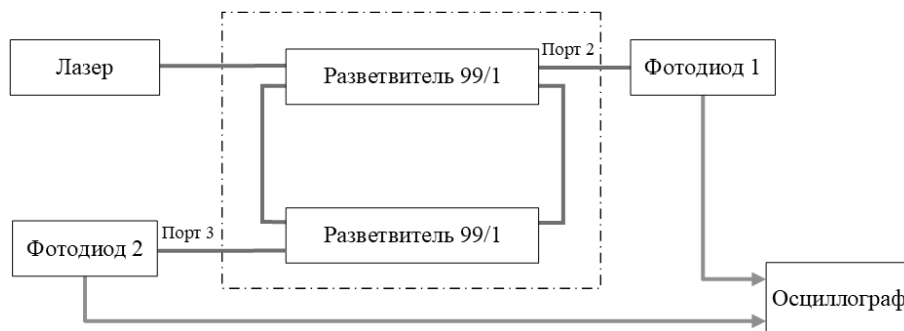 Лазер
Разветвитель 99/1
Порт 2
Фотодиод 1
Фотодиод 2
Порт 3
Разветвитель 99/1
Осциллограф